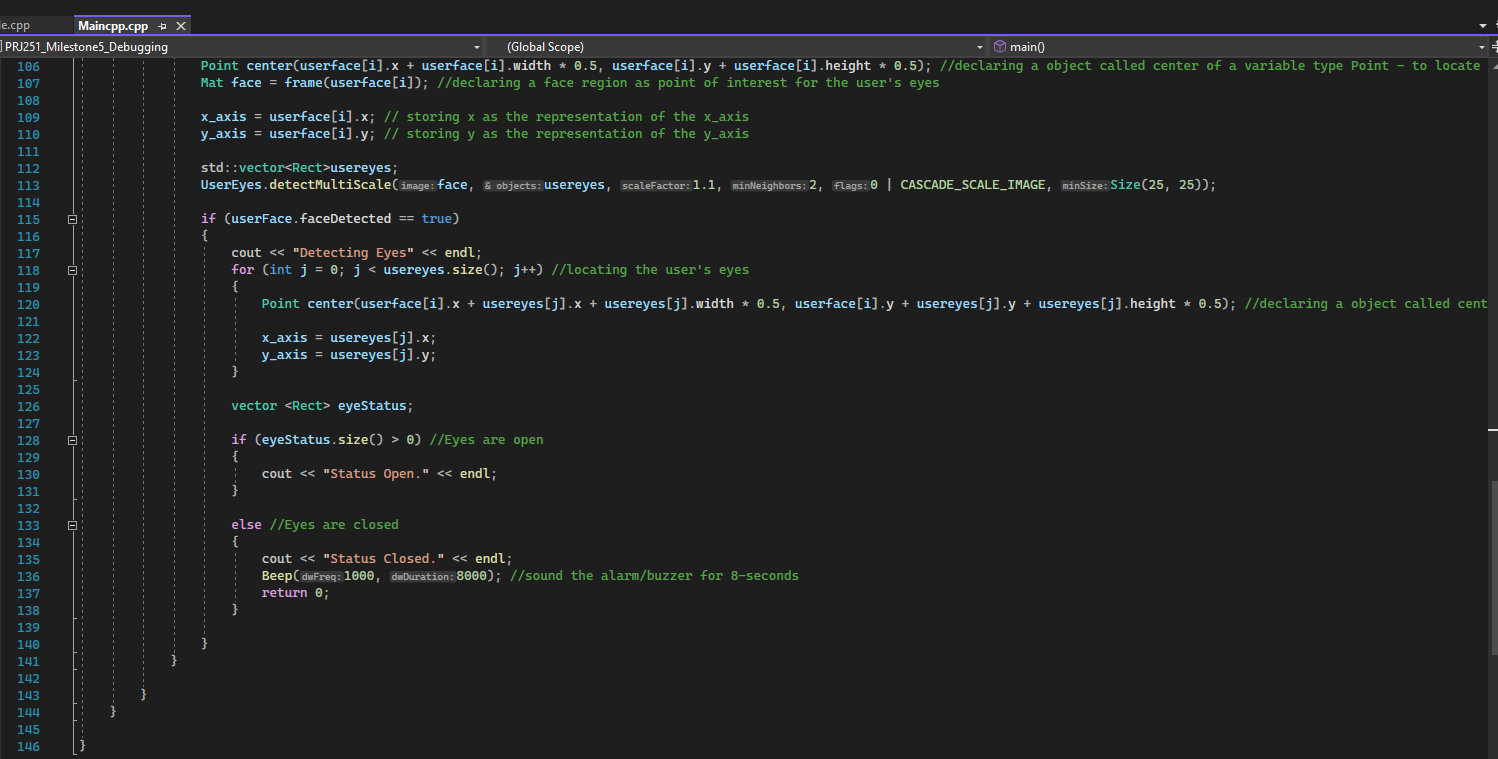 le.cpp Maincpp.cpp
PRJ251_Milestone5_Debugging (Global Scope) main()
106 Point center(userface[i].x + userface[i].width * 0.5, userface[i].y + userface[i].height * 0.5); //declaring a object called center of a variable type Point - to locate
107 Mat face = frame(userface[i]); //declaring a face region as point of interest for the user's eyes
108
109 x_axis = userface[i].x; // storing x as the representation of the x_axis
110 y_axis = userface[i].y; // storing y as the representation of the y_axis
111
112 std::vector<Rect>usereyes;
113 UserEyes.detectMultiScale(image:face, & objects:usereyes, scaleFactor:1.1, minNeighbors:2, flags:0 | CASCADE_SCALE_IMAGE, minSize:Size(25, 25));
114
115 if (userFace.faceDetected == true)
116 {
117 cout << "Detecting Eyes" << endl;
118 for (int j = 0; j < usereyes.size(); j++) //locating the user's eyes
119 {
120 Point center(userface[i].x + usereyes[j].x + usereyes[j].width * 0.5, userface[i].y + usereyes[j].y + usereyes[j].height * 0.5); //declaring a object called cent
121
122 x_axis = usereyes[j].x;
123 y_axis = usereyes[j].y;
124 }
125
126 vector <Rect> eyeStatus;
127
128 if (eyeStatus.size() > 0) //Eyes are open
129 {
130 cout << "Status Open." << endl;
131 }
132
133 else //Eyes are closed
134 {
135 cout << "Status Closed." << endl;
136 Beep(dwFreq:1000, dwDuration:8000); //sound the alarm/buzzer for 8-seconds
137 return 0;
138 }
139
140 }
141 }
142
143 }
144 }
145
146 }